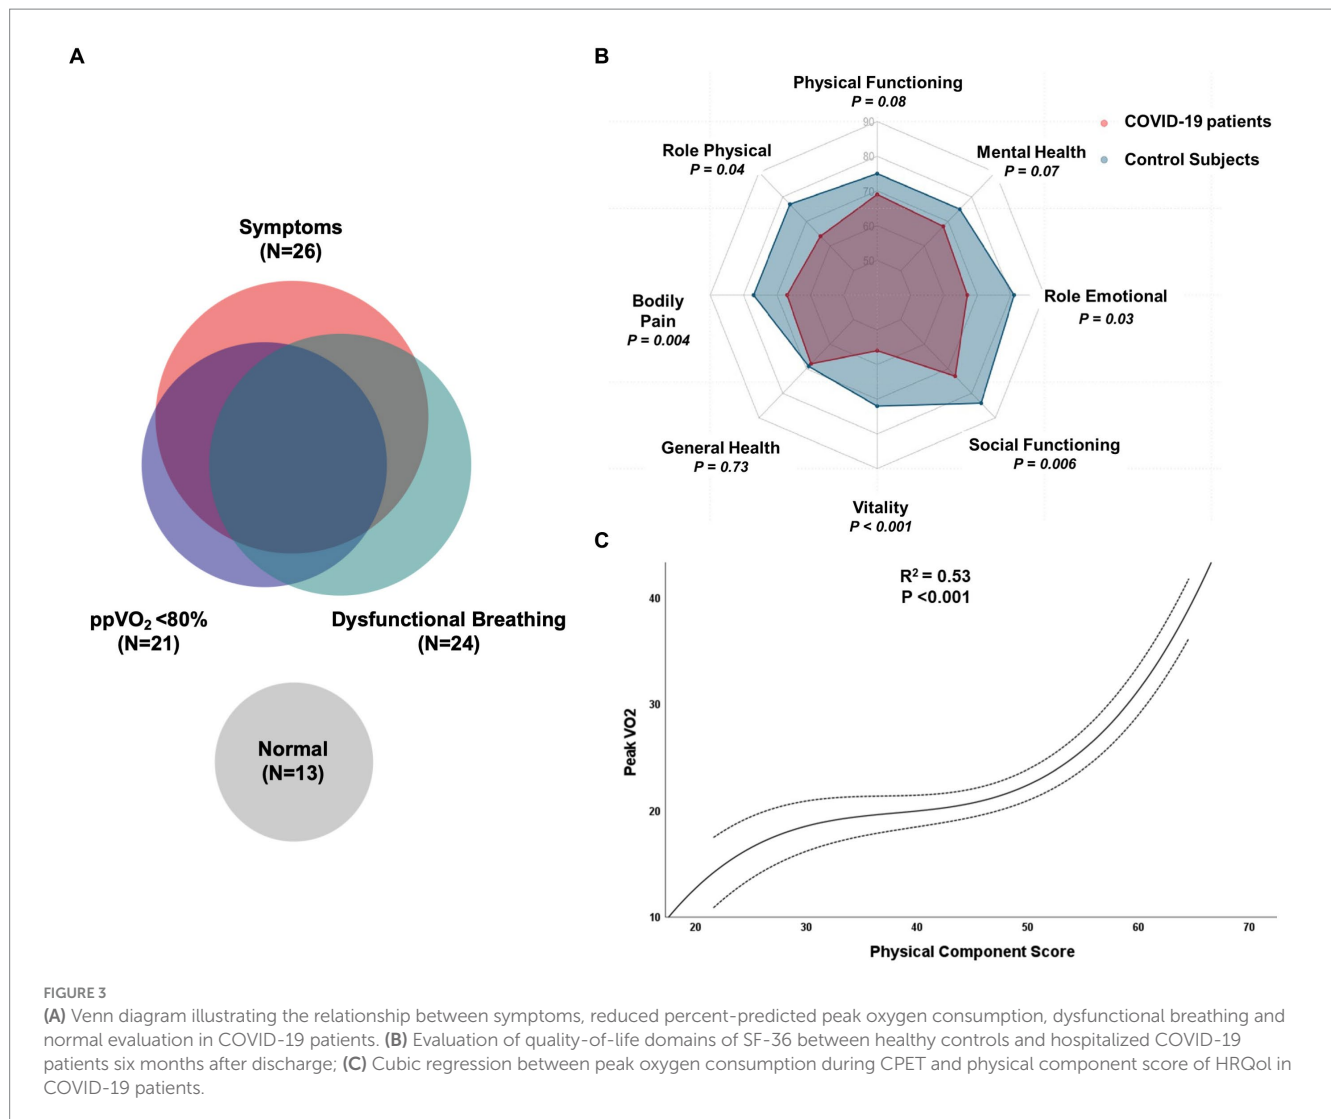 A
Symptoms
(N=26)
ppVO2 <80%
(N=21)
Dysfunctional Breathing
(N=24)
Normal
(N=13)
B
Physical Functioning
P = 0.08
COVID-19 patients
Control Subjects
Role Physical
P = 0.04
Mental Health
P = 0.07
90
80
70
60
50
Bodily
Pain
P = 0.004
Role Emotional
P = 0.03
General Health
P = 0.73
Social Functioning
P = 0.006
Vitality
P < 0.001
C
R2 = 0.53
P <0.001
Peak VO2
40
30
20
10
20 30 40 50 60 70
Physical Component Score
FIGURE 3
(A) Venn diagram illustrating the relationship between symptoms, reduced percent-predicted peak oxygen consumption, dysfunctional breathing and
normal evaluation in COVID-19 patients. (B) Evaluation of quality-of-life domains of SF-36 between healthy controls and hospitalized COVID-19
patients six months after discharge; (C) Cubic regression between peak oxygen consumption during CPET and physical component score of HRQol in
COVID-19 patients.